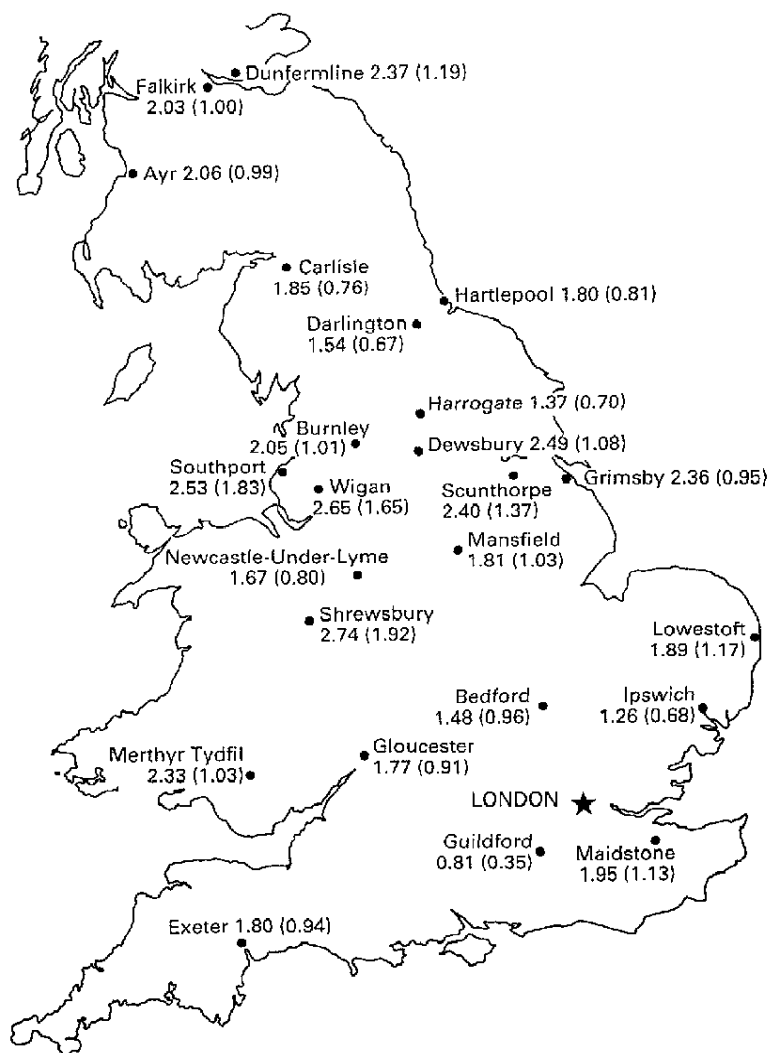 Dunfermline 2.37 (1.19)
Falkirk
2.03 (1.00)
Ayr 2.06 (0.99)
Carlisle
1.85 (0.76)
Hartlepool 1.80 (0.81)
Darlington
1.54 (0.67)
Harrogate 1.37 (0.70)
Burnley
2.05 (1.01)
Dewsbury 2.49 (1.08)
Southport
2.53 (1.83)
Wigan
2.65 (1.65)
Scunthorpe
2.40 (1.37)
Grimsby 2.36 (0.95)
Mansfield
1.81 (1.03)
Newcastle-Under-Lyme
1.67 (0.80)
Shrewsbury
2.74 (1.92)
Lowestoft
1.89 (1.17)
Bedford
1.48 (0.96)
Ipswich
1.26 (0.68)
Merthyr Tydfil
2.33 (1.03)
Gloucester
1.77 (0.91)
LONDON
Guildford
0.81 (0.35)
Maidstone
1.95 (1.13)
Exeter 1.80 (0.94)